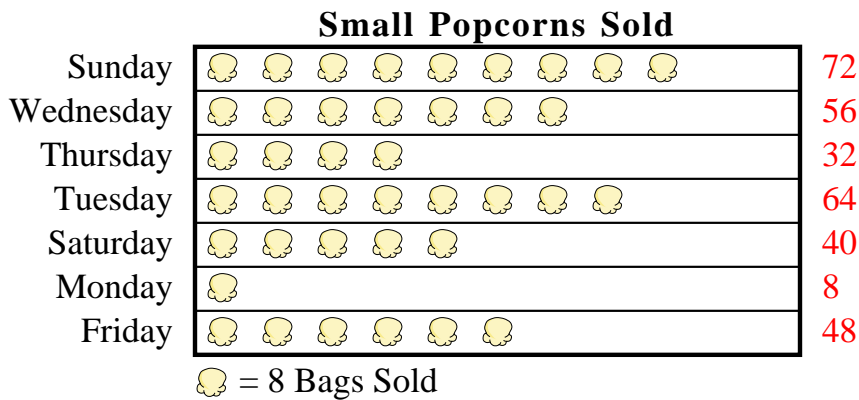 Small Popcorns Sold
Sunday 72
Wednesday 56
Thursday 32
Tuesday 64
Saturday 40
Monday 8
Friday 48
= 8 Bags Sold